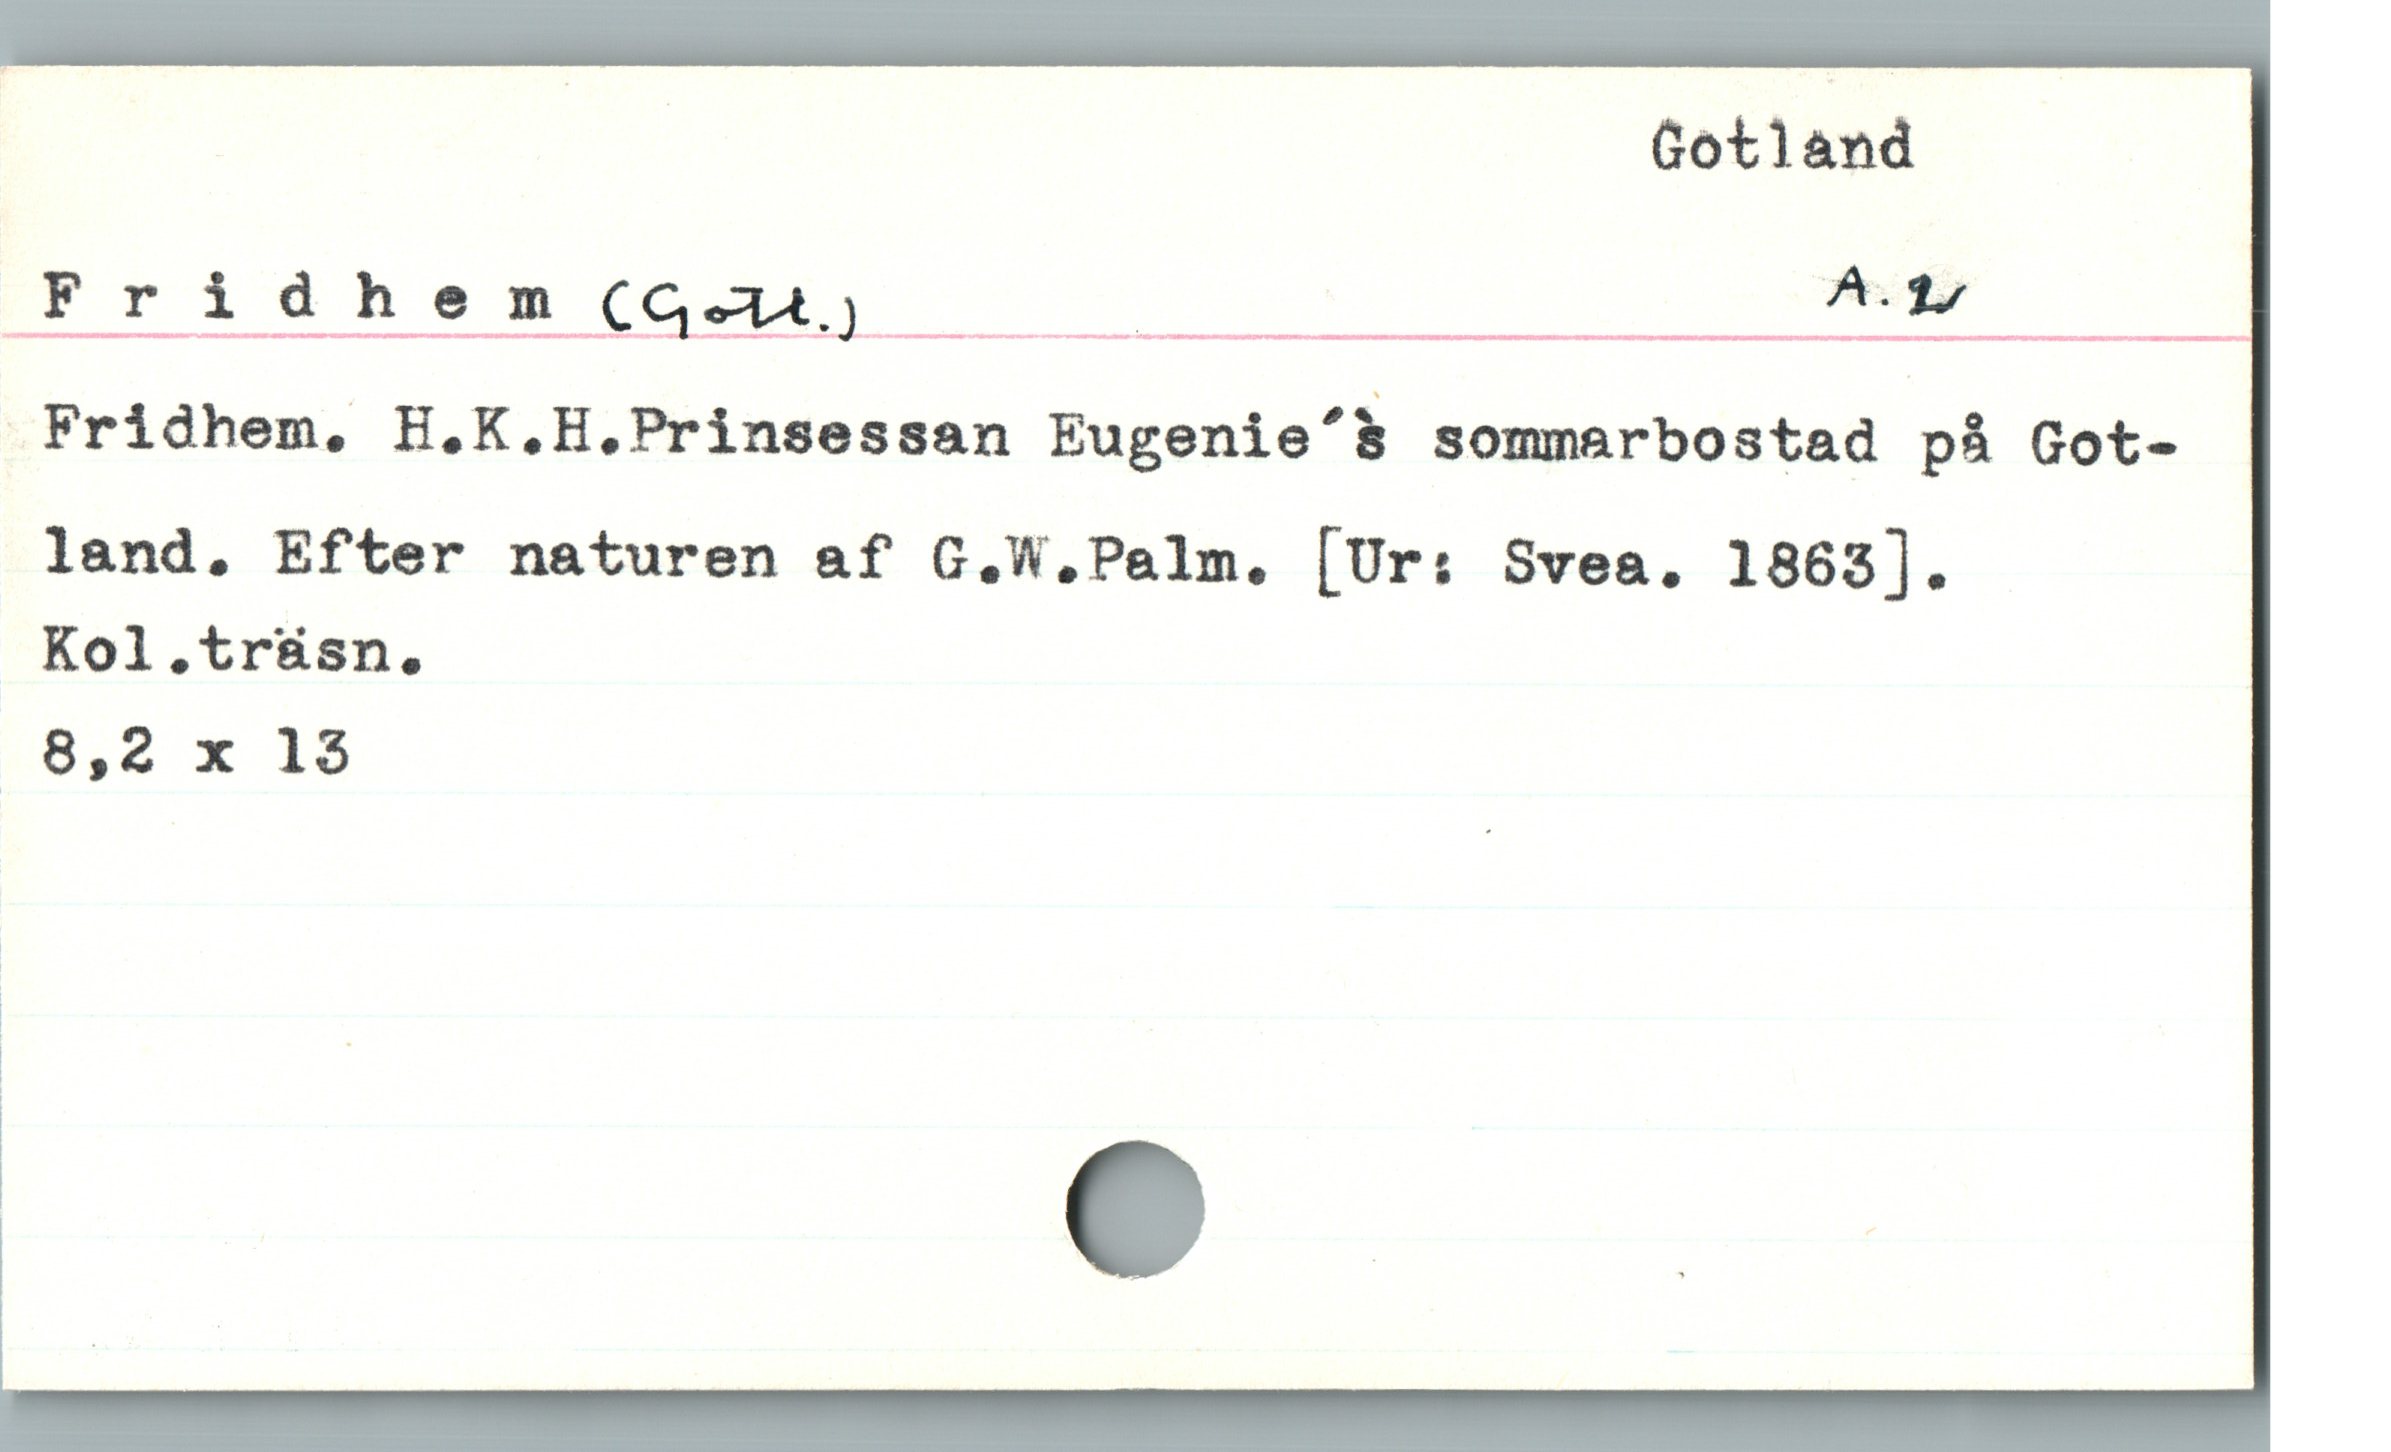 Gotland
F r i d h e m (Gotl.) A. 2
Fridhem. H.K.H.Prinsessan Eugenie´s sommarbostad på Got-
land. Efter naturen af G.W.Palm. [Ur: Svea. 1863].
Kol.träsn.
8,2 x 13